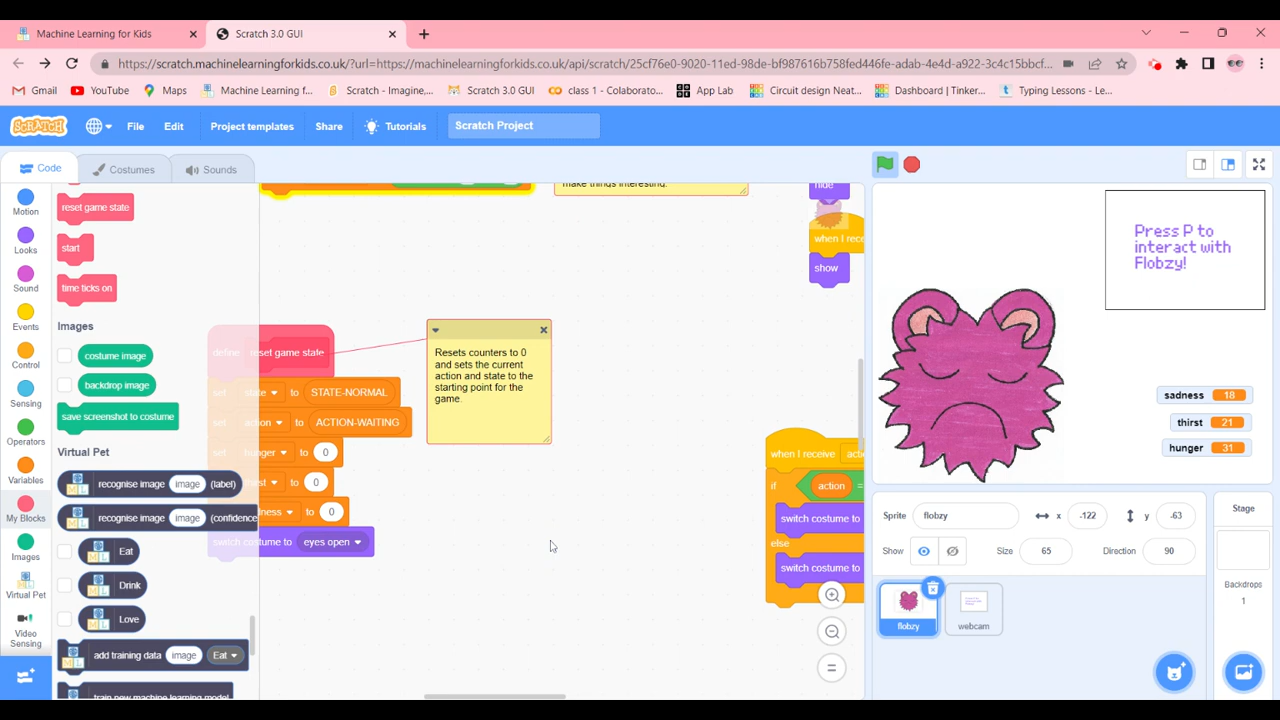 Machine Learning for Kids
Scratch 3.0 GUI
https://scratch.machinelearningforkids.co.uk/?url=https://machinelearningforkids.co.uk/api/scratch/25cf76e0-9020-11ed-98de-bf987616b758fed446fe-adab-4e4d-a922-3c4c15bbcf...
Gmail
YouTube
Maps
Machine Learning f...
Scratch - Imagine,...
Scratch 3.0 GUI
class 1 - Colaborato...
App Lab
Circuit design Neat...
Dashboard | Tinker...
Typing Lessons - Le...
SCRATCH
File
Edit
Project templates
Share
Tutorials
Scratch Project
Code
Costumes
Sounds
Motion
Looks
Sound
Events
Control
Sensing
Operators
Variables
My Blocks
Images
Virtual Pet
Video
Sensing
reset game state
start
time ticks on
Images
costume image
backdrop image
save screenshot to costume
Virtual Pet
recognise image image (label)
recognise image image (confidence
Eat
Drink
Love
add training data image Eat
train new machine learning model
make things interesting.
define reset game state
set state to STATE-NORMAL
set action to ACTION-WAITING
set hunger to 0
to 0
to 0
switch costume to eyes open
Resets counters to 0
and sets the current
action and state to the
starting point for the
game.
hide
when I rece
show
when I receive
if action =
switch costume to
else
switch costume to
Press P to
interact with
Flobzy!
sadness 18
thirst 21
hunger 31
Sprite flobzy x -122 y -63
Show Size 65 Direction 90
flobzy
webcam
Stage
Backdrops
1